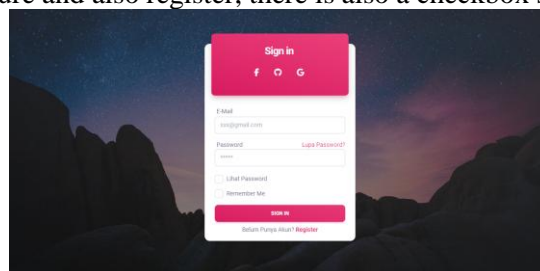 ure and also register, there is also a checkbox s
Sign in
E-Mail
xxx@gmail.com
Password Lupa Password?
Lihat Password
Remember Me
SIGN IN
Belum Punya Akun? Register